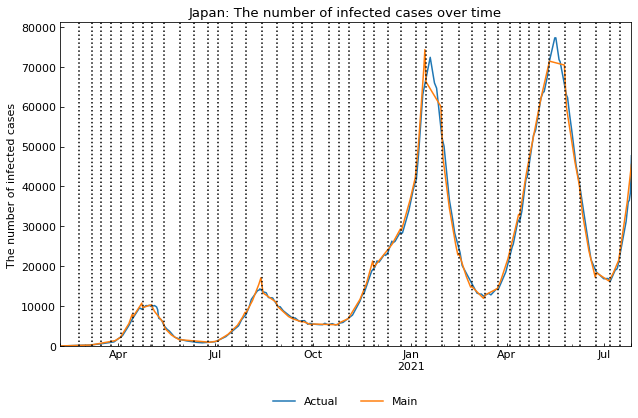 Japan: The number of infected cases over time
The number of infected cases
80000
70000
60000
50000
40000
30000
20000
10000
0
Apr
Jul
Oct
Jan
2021
Apr
Jul
Actual
Main